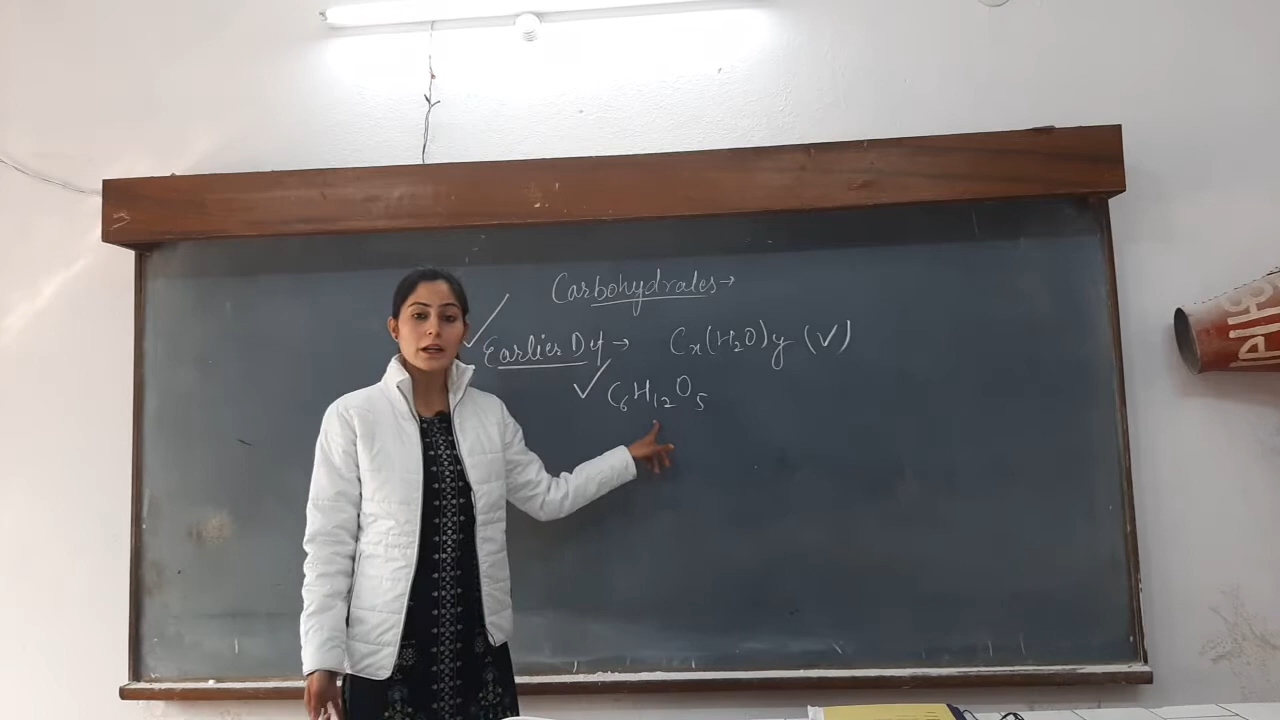 Carbohydrates →
✓ Earlier Def → Cx(H₂O)y (✓)
✓ C₆H₁₂O₅